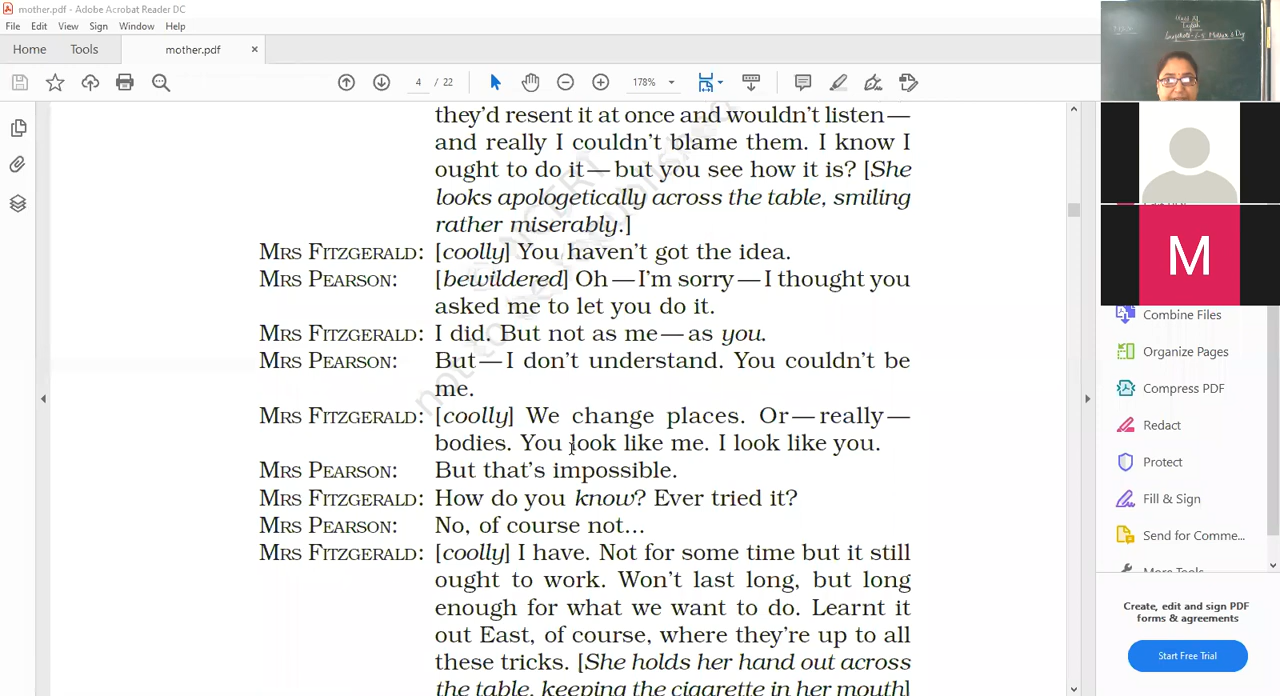 mother.pdf - Adobe Acrobat Reader DC
File Edit View Sign Window Help
Home Tools mother.pdf ×
4 / 22 178%
they'd resent it at once and wouldn't listen—
and really I couldn't blame them. I know I
ought to do it—but you see how it is? [She
looks apologetically across the table, smiling
rather miserably.]
MRS FITZGERALD: [coolly] You haven't got the idea.
MRS PEARSON: [bewildered] Oh—I'm sorry—I thought you
asked me to let you do it.
MRS FITZGERALD: I did. But not as me—as you.
MRS PEARSON: But—I don't understand. You couldn't be
me.
MRS FITZGERALD: [coolly] We change places. Or—really—
bodies. You look like me. I look like you.
MRS PEARSON: But that's impossible.
MRS FITZGERALD: How do you know? Ever tried it?
MRS PEARSON: No, of course not...
MRS FITZGERALD: [coolly] I have. Not for some time but it still
ought to work. Won't last long, but long
enough for what we want to do. Learnt it
out East, of course, where they're up to all
these tricks. [She holds her hand out across
the table, keeping the cigarette in her mouth]
M
Combine Files
Organize Pages
Compress PDF
Redact
Protect
Fill & Sign
Send for Comme...
More Tools
Create, edit and sign PDF
forms & agreements
Start Free Trial